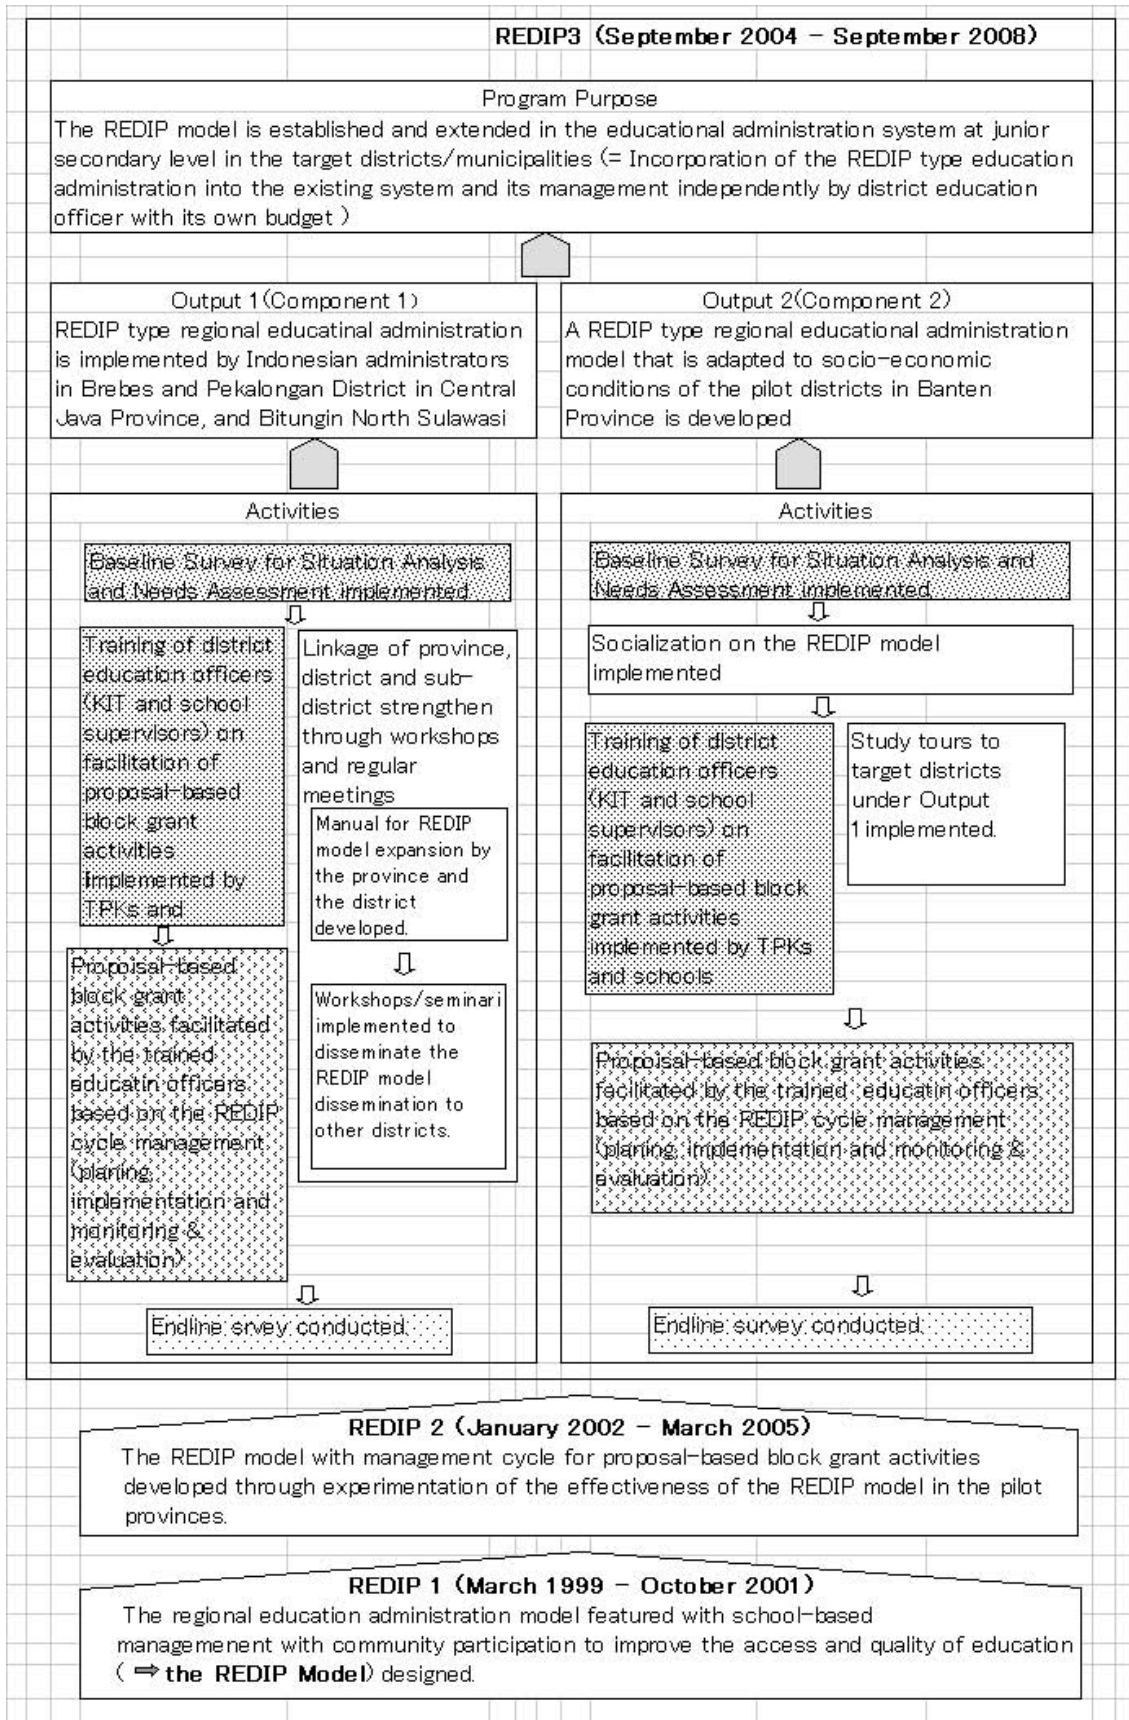 REDIP3 (September 2004 - September 2008)
Program Purpose
The REDIP model is established and extended in the educational administration system at junior
secondary level in the target districts/municipalities (= Incorporation of the REDIP type education
administration into the existing system and its management independently by district education
officer with its own budget )
Output 1(Component 1)
REDIP type regional educatinal administration
is implemented by Indonesian administrators
in Brebes and Pekalongan District in Central
Java Province, and Bitungin North Sulawasi
Output 2(Component 2)
A REDIP type regional educational administration
model that is adapted to socio-economic
conditions of the pilot districts in Banten
Province is developed
Activities
Baseline Survey for Situation Analysis
and Needs Assessment implemented
Training of district
education officers
(KIT and school
supervisors) on
facilitation of
proposal-based
block grant
activities
implemented by
TPKs and
Linkage of province,
district and sub-
district strengthen
through workshops
and regular
meetings
Manual for REDIP
model expansion by
the province and
the district
developed.
Workshops/seminari
implemented to
disseminate the
REDIP model
dissemination to
other districts.
Propoisal-based
block grant
activities facilitated
by the trained
educatin officers
based on the REDIP
cycle management
(planing,
implementation and
monitoring &
evaluation)
Endline srvey conducted.
Activities
Baseline Survey for Situation Analysis and
Needs Assessment implemented
Socialization on the REDIP model
implemented
Training of district
education officers
(KIT and school
supervisors) on
facilitation of
proposal-based block
grant activities
implemented by TPKs
and schools
Study tours to
target districts
under Output
1 implemented.
Propoisal-based block grant activities
facilitated by the trained educatin officers
based on the REDIP cycle management
(planing, implementation and monitoring &
evaluation)
Endline survey conducted.
REDIP 2 (January 2002 - March 2005)
The REDIP model with management cycle for proposal-based block grant activities
developed through experimentation of the effectiveness of the REDIP model in the pilot
provinces.
REDIP 1 (March 1999 - October 2001)
The regional education administration model featured with school-based
managemenent with community participation to improve the access and quality of education
( ⇒ the REDIP Model) designed.